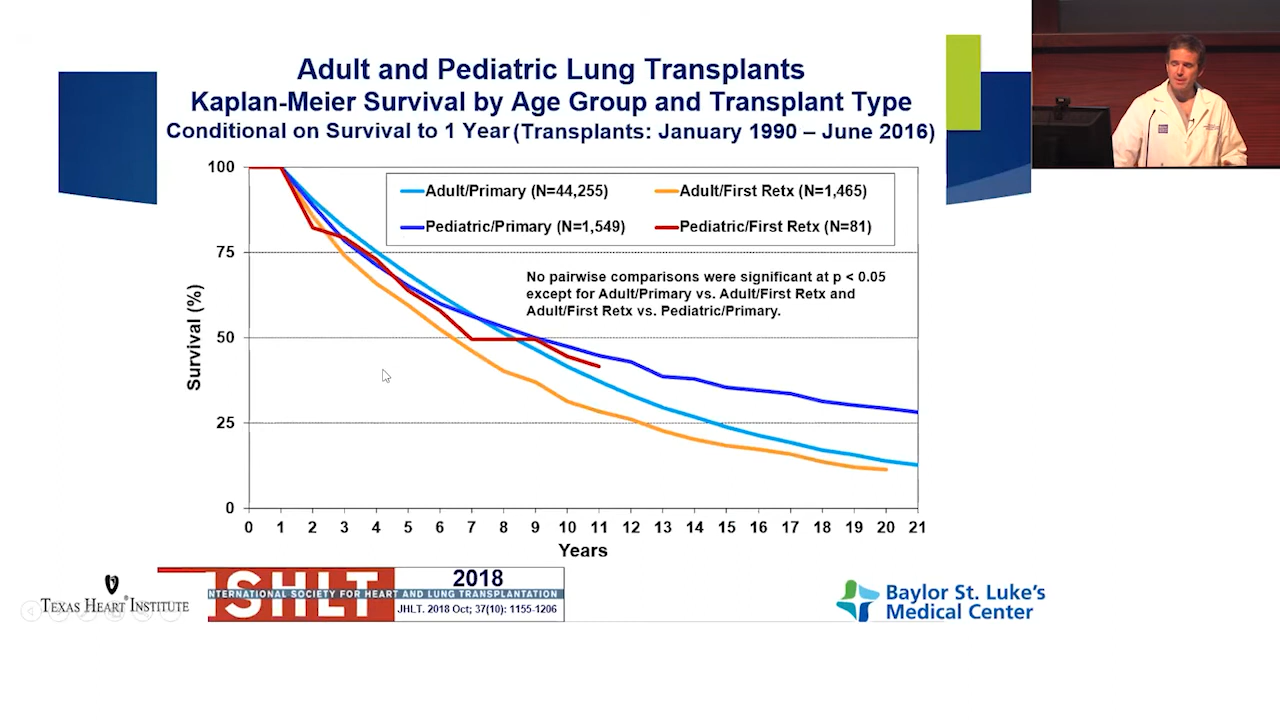 Adult and Pediatric Lung Transplants
Kaplan-Meier Survival by Age Group and Transplant Type
Conditional on Survival to 1 Year (Transplants: January 1990 – June 2016)
Adult/Primary (N=44,255)
Adult/First Retx (N=1,465)
Pediatric/Primary (N=1,549)
Pediatric/First Retx (N=81)
No pairwise comparisons were significant at p < 0.05
except for Adult/Primary vs. Adult/First Retx and
Adult/First Retx vs. Pediatric/Primary.
Survival (%)
100
75
50
25
0
0 1 2 3 4 5 6 7 8 9 10 11 12 13 14 15 16 17 18 19 20 21
Years
TEXAS HEART® INSTITUTE
ISHLT
INTERNATIONAL SOCIETY FOR HEART AND LUNG TRANSPLANTATION
2018
JHLT. 2018 Oct; 37(10): 1155-1206
Baylor St. Luke's
Medical Center